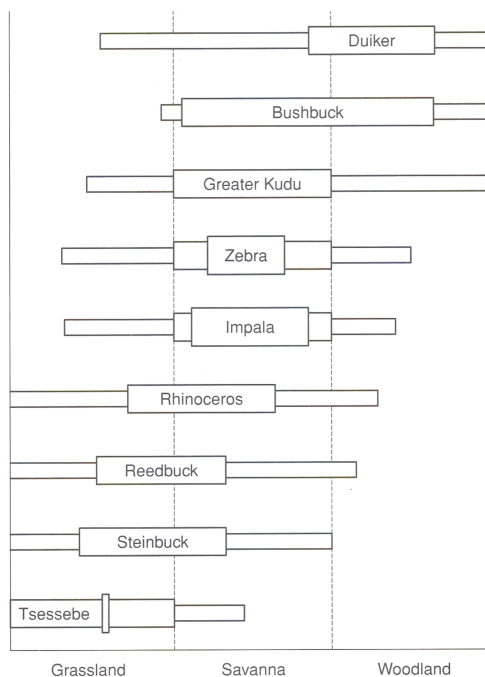 Duiker
Bushbuck
Greater Kudu
Zebra
Impala
Rhinoceros
Reedbuck
Steinbuck
Tsessebe
Grassland Savanna Woodland